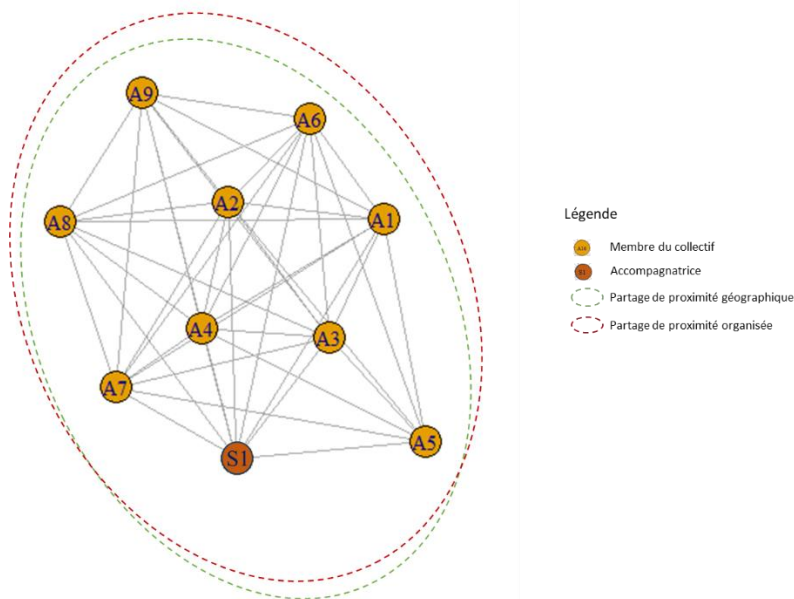 A9
A6
A2
A8
A1
A4
A3
A7
A5
S1
Légende
Membre du collectif
S1
Accompagnatrice
Partage de proximité géographique
Partage de proximité organisée